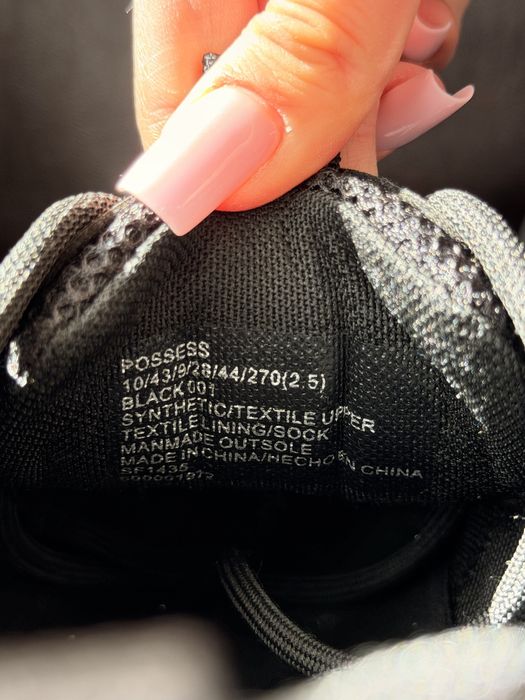 POSSESS
10/43/9/28/44/270(2.5)
BLACK 001
SYNTHETIC/TEXTILE UPPER
TEXTILE LINING/SOCK
MANMADE OUTSOLE
MADE IN CHINA/HECHO EN CHINA
SF1435